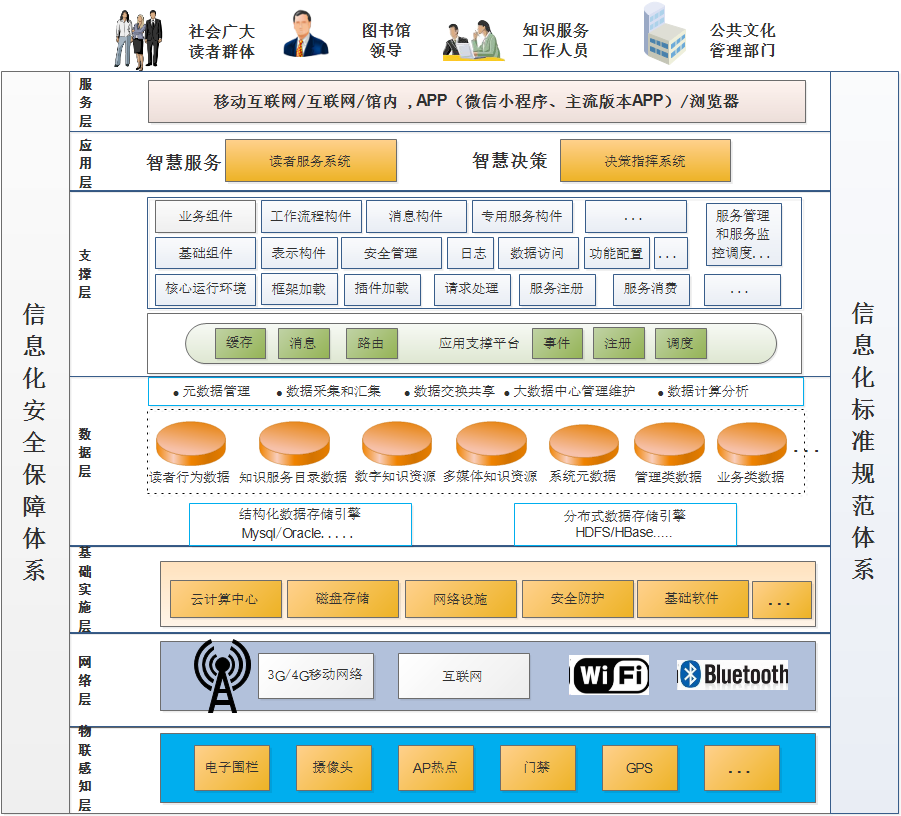 社会广大
读者群体
图书馆
领导
知识服务
工作人员
公共文化
管理部门
信息化安全保障体系
信息化标准规范体系
服务层
移动互联网/互联网/馆内 ,APP（微信小程序、主流版本APP）/浏览器
应用层
智慧服务
读者服务系统
智慧决策
决策指挥系统
支撑层
业务组件
工作流程构件
消息构件
专用服务构件
...
服务管理
和服务监
控调度...
基础组件
表示构件
安全管理
日志
数据访问
功能配置
...
核心运行环境
框架加载
插件加载
请求处理
服务注册
服务消费
...
缓存
消息
路由
应用支撑平台
事件
注册
调度
数据层
●元数据管理
●数据采集和汇集
●数据交换共享
●大数据中心管理维护
●数据计算分析
读者行为数据
知识服务目录数据
数字知识资源
多媒体知识资源
系统元数据
管理类数据
业务类数据
...
结构化数据存储引擎
Mysql/Oracle.....
分布式数据存储引擎
HDFS/HBase.....
基础实施层
云计算中心
磁盘存储
网络设施
安全防护
基础软件
...
网络层
3G/4G移动网络
互联网
WiFi
Bluetooth
物联感知层
电子围栏
摄像头
AP热点
门禁
GPS
...